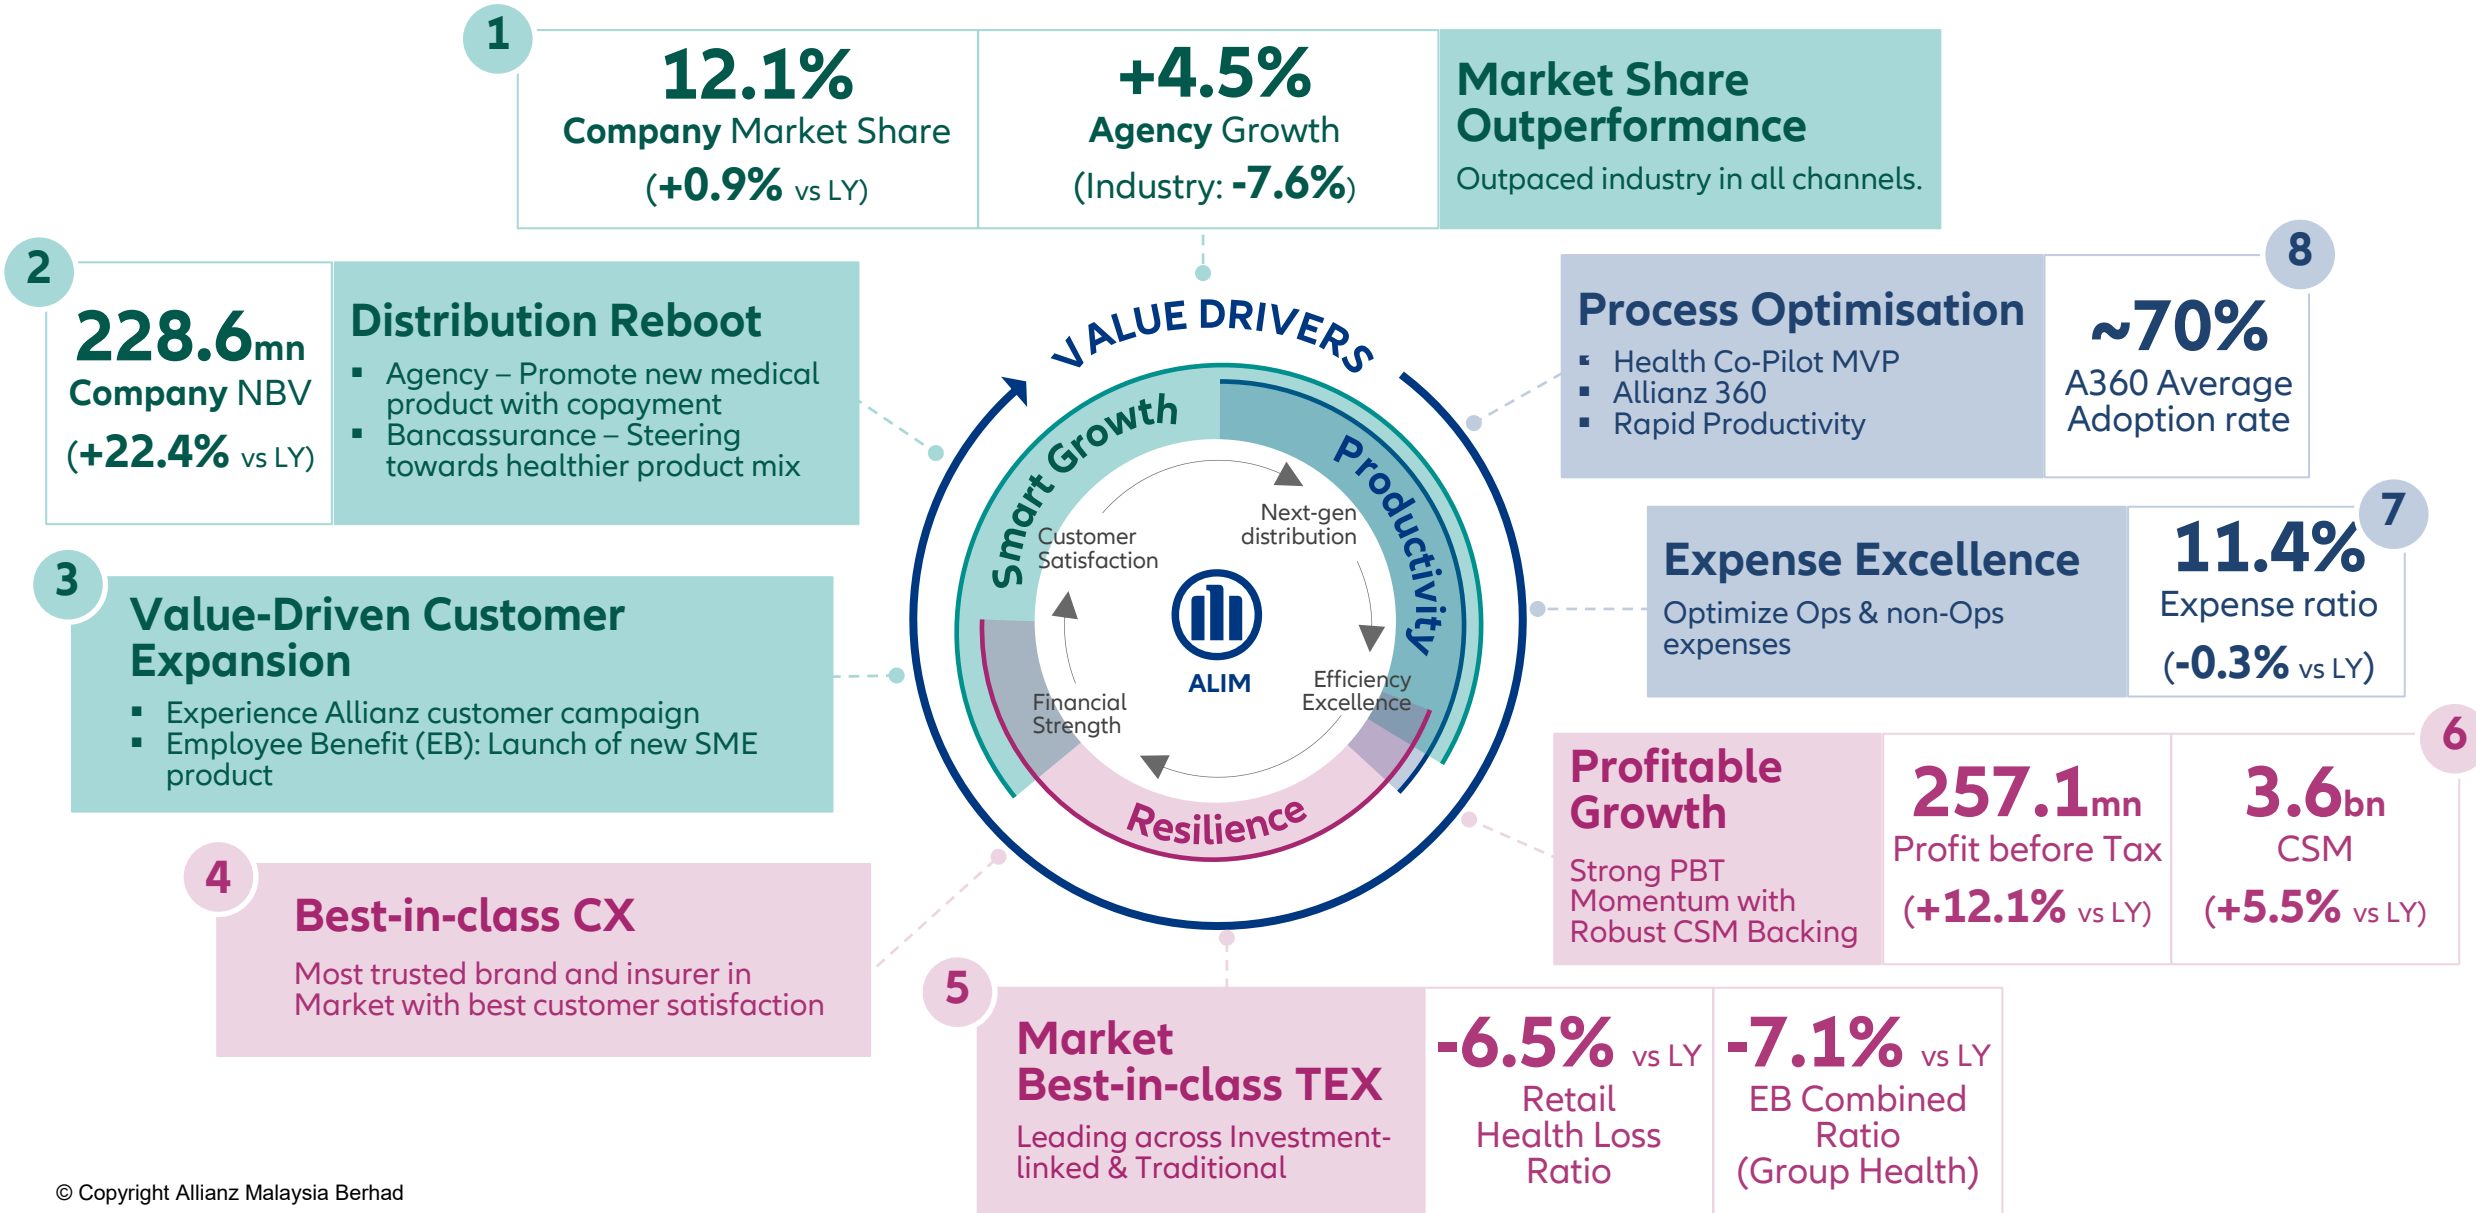 1
12.1%
Company Market Share
(+0.9% vs LY)
+4.5%
Agency Growth
(Industry: -7.6%)
Market Share
Outperformance
Outpaced industry in all channels.
2
228.6mn
Company NBV
(+22.4% vs LY)
Distribution Reboot
▪ Agency – Promote new medical
product with copayment
▪ Bancassurance – Steering
towards healthier product mix
3
Value-Driven Customer
Expansion
▪ Experience Allianz customer campaign
▪ Employee Benefit (EB): Launch of new SME
product
4
Best-in-class CX
Most trusted brand and insurer in
Market with best customer satisfaction
VALUE DRIVERS
Smart Growth
Productivity
Resilience
Customer
Satisfaction
Next-gen
distribution
Efficiency
Excellence
Financial
Strength
ALIM
8
Process Optimisation
▪ Health Co-Pilot MVP
▪ Allianz 360
▪ Rapid Productivity
~70%
A360 Average
Adoption rate
7
Expense Excellence
Optimize Ops & non-Ops
expenses
11.4%
Expense ratio
(-0.3% vs LY)
6
Profitable
Growth
Strong PBT
Momentum with
Robust CSM Backing
257.1mn
Profit before Tax
(+12.1% vs LY)
3.6bn
CSM
(+5.5% vs LY)
5
Market
Best-in-class TEX
Leading across Investment-
linked & Traditional
-6.5% vs LY
Retail
Health Loss
Ratio
-7.1% vs LY
EB Combined
Ratio
(Group Health)
© Copyright Allianz Malaysia Berhad